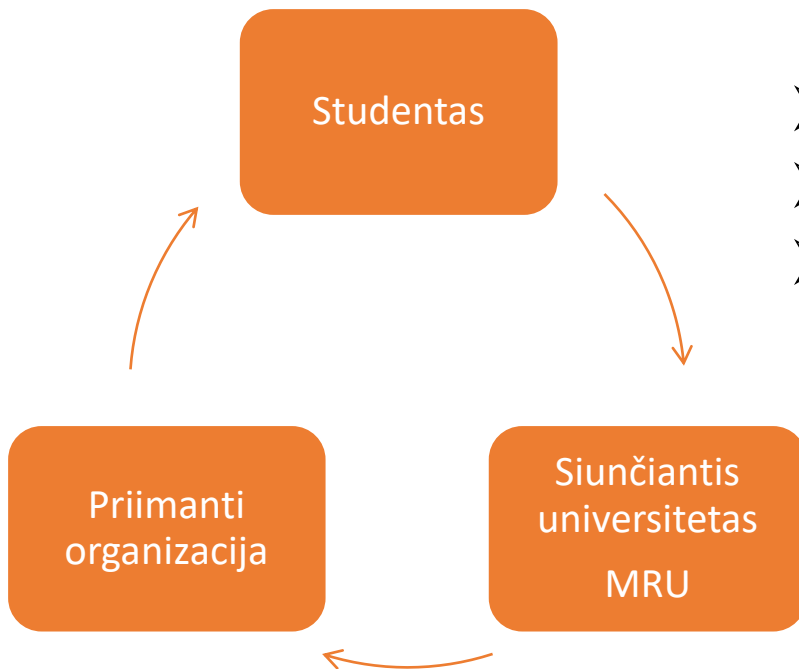 Studentas
Siunčiantis
universitetas
MRU
Priimanti
organizacija